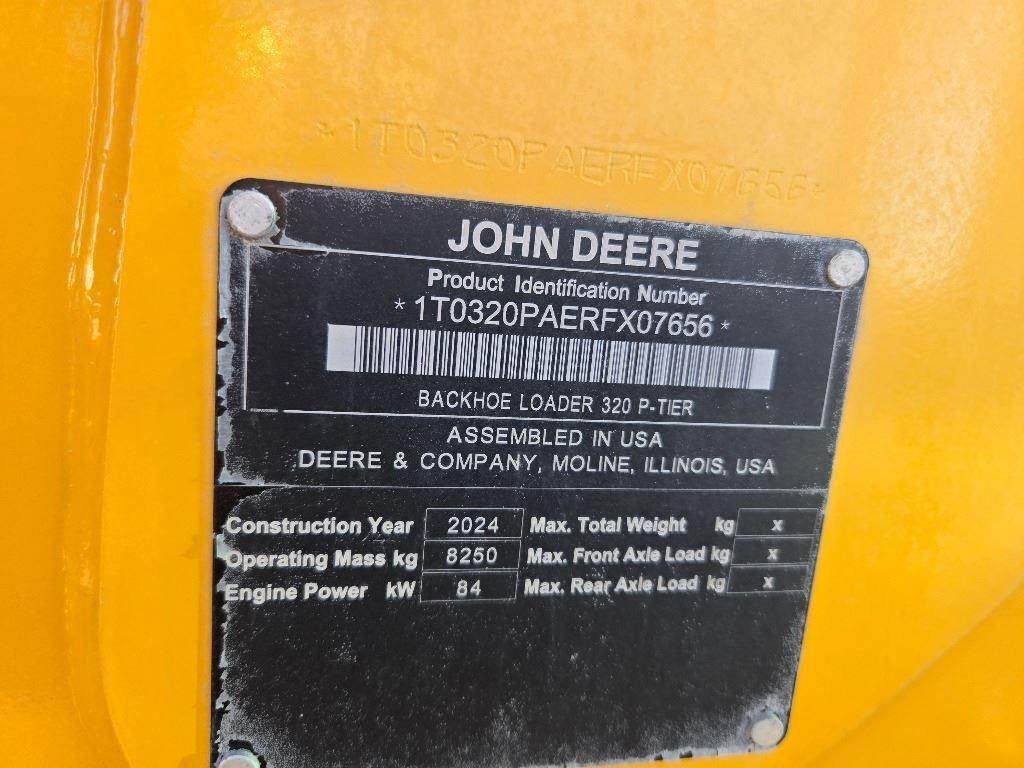 *1T0320PAERFX07656*
JOHN DEERE
Product Identification Number
*1T0320PAERFX07656*
BACKHOE LOADER 320 P-TIER
ASSEMBLED IN USA
DEERE & COMPANY, MOLINE, ILLINOIS, USA
Construction Year 2024 Max. Total Weight kg x
Operating Mass kg 8250 Max. Front Axle Load kg x
Engine Power kW 84 Max. Rear Axle Load kg x